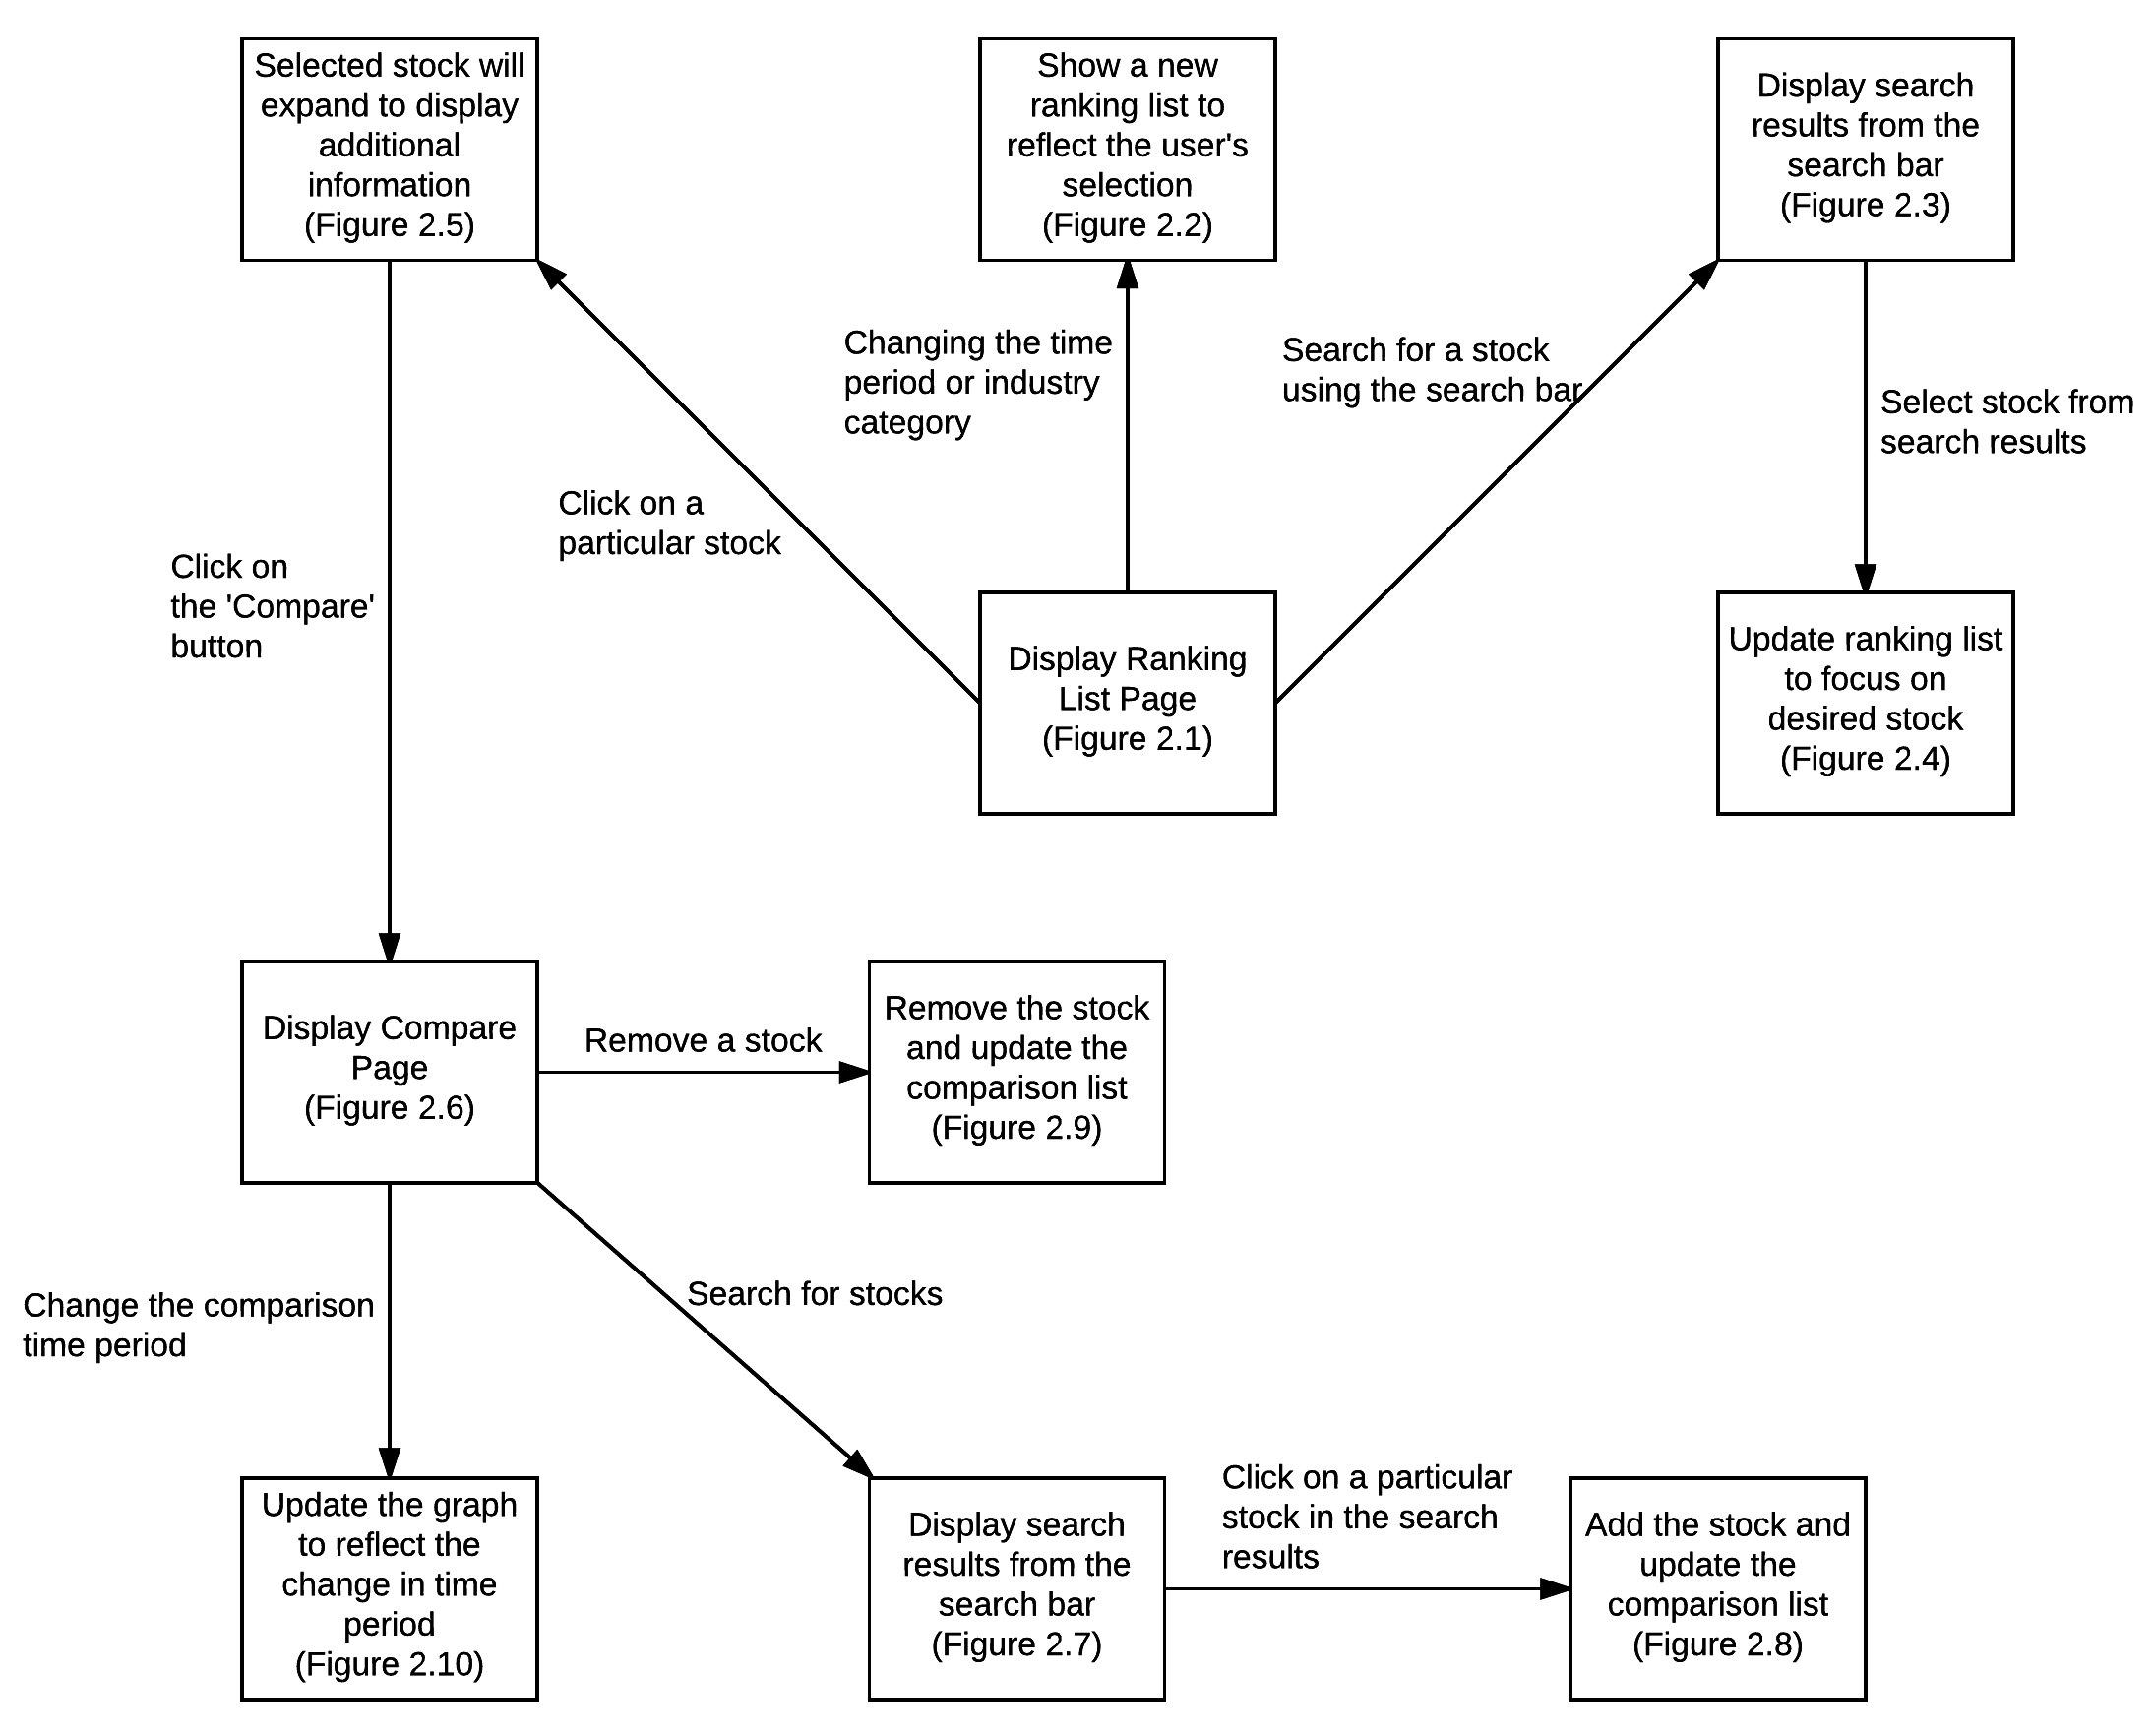 Selected stock will
expand to display
additional
information
(Figure 2.5)
Show a new
ranking list to
reflect the user's
selection
(Figure 2.2)
Display search
results from the
search bar
(Figure 2.3)
Changing the time
period or industry
category
Search for a stock
using the search bar
Select stock from
search results
Click on a
particular stock
Click on
the 'Compare'
button
Display Ranking
List Page
(Figure 2.1)
Update ranking list
to focus on
desired stock
(Figure 2.4)
Display Compare
Page
(Figure 2.6)
Remove a stock
Remove the stock
and update the
comparison list
(Figure 2.9)
Change the comparison
time period
Search for stocks
Update the graph
to reflect the
change in time
period
(Figure 2.10)
Display search
results from the
search bar
(Figure 2.7)
Click on a particular
stock in the search
results
Add the stock and
update the
comparison list
(Figure 2.8)